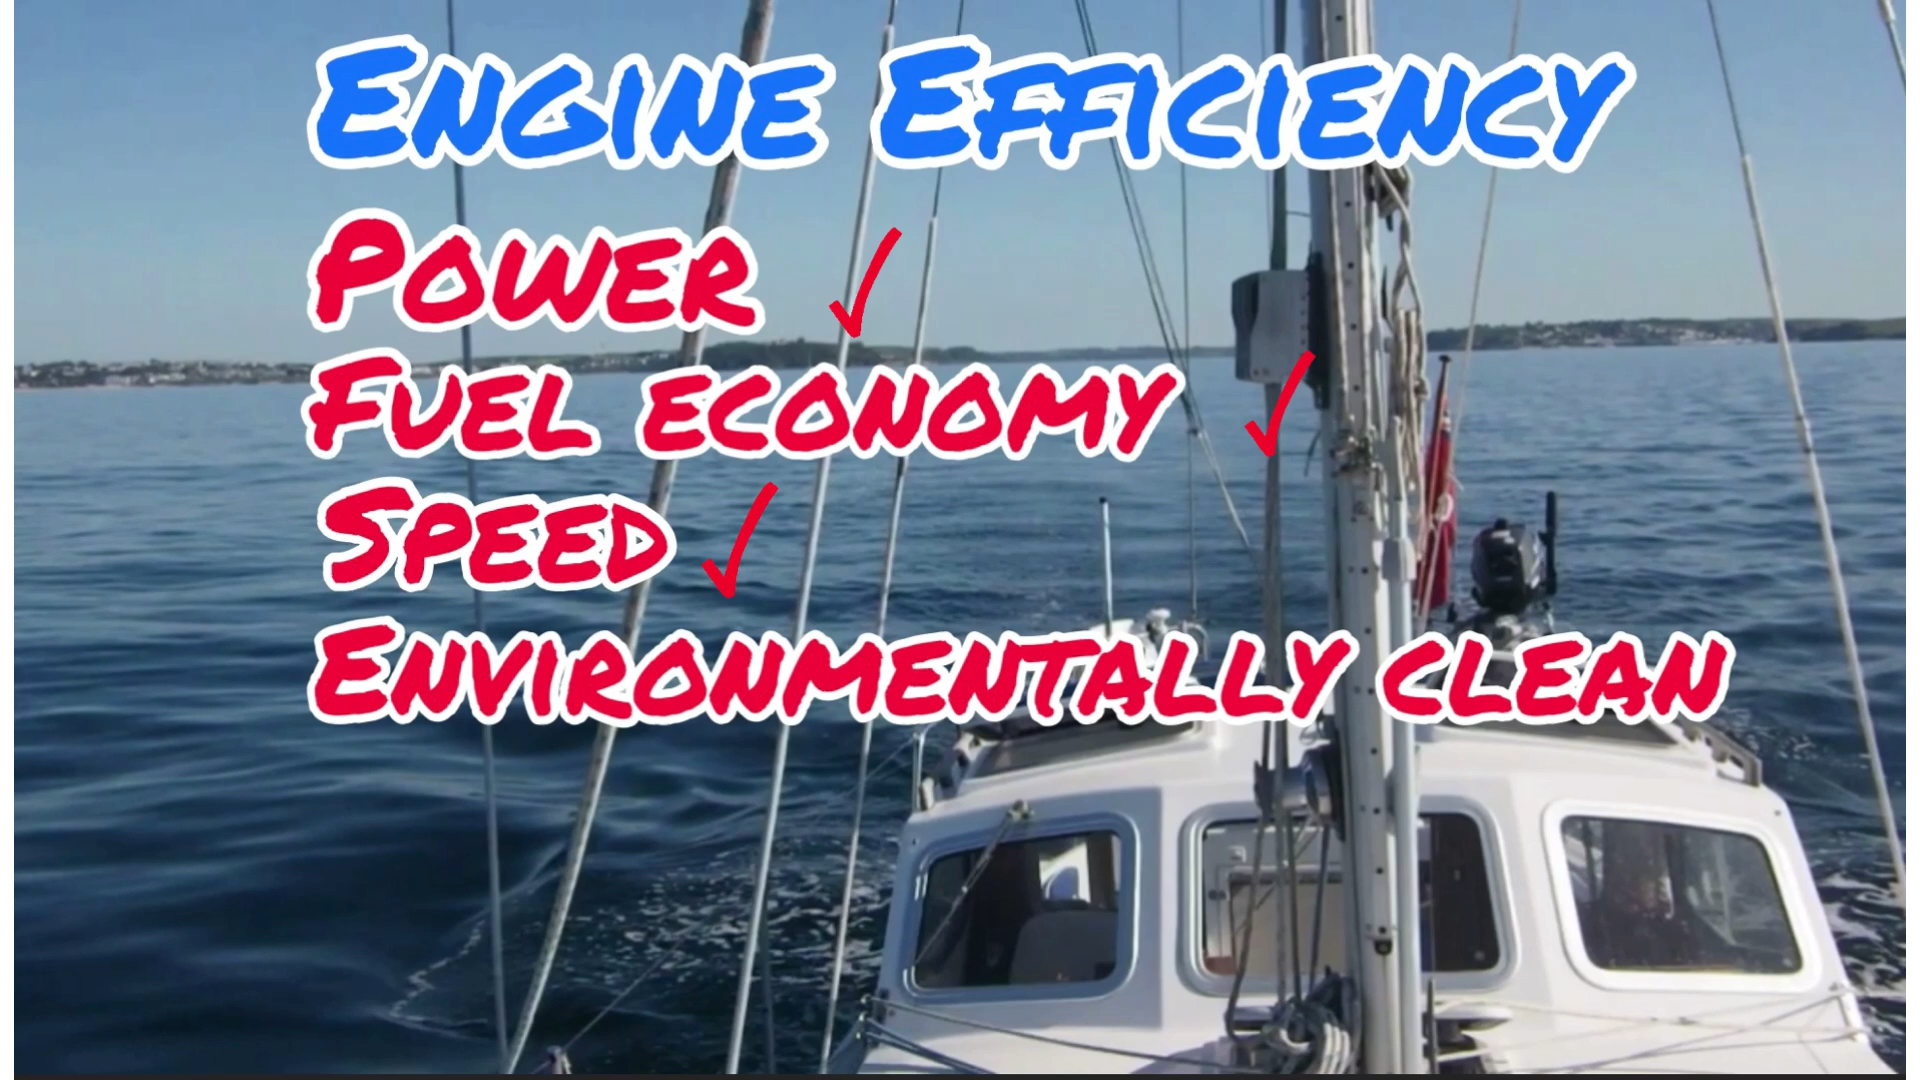 Engine Efficiency
Power ✓
Fuel economy ✓
Speed ✓
Environmentally clean